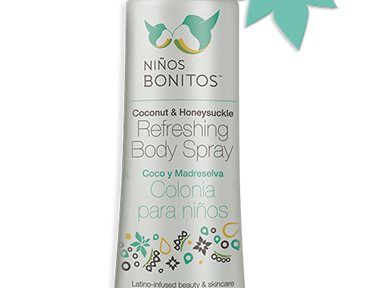 NIÑOS
BONITOS™
Coconut & Honeysuckle
Refreshing
Body Spray
Coco y Madreselva
Colonia
para niños
Latino-infused beauty & skincare